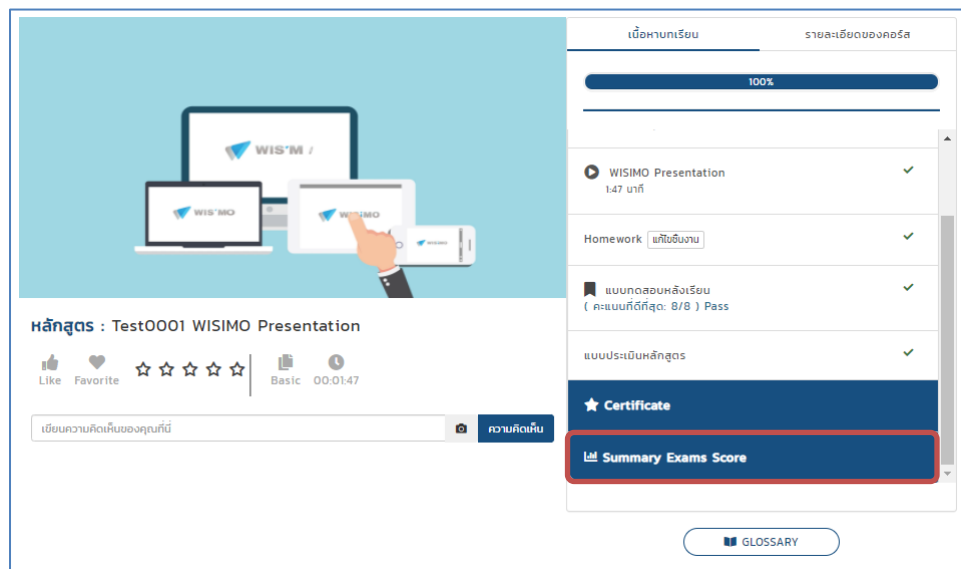 WIS'M /
WIS'MO
WISIMO
WISIMO
หลักสูตร : Test0001 WISIMO Presentation
Like Favorite Basic 00:01:47
เขียนความคิดเห็นของคุณที่นี่ ความคิดเห็น
เนื้อหาบทเรียน รายละเอียดของคอร์ส
100%
WISIMO Presentation
1:47 นาที
Homework แก้ไขชิ้นงาน
แบบทดสอบหลังเรียน
( คะแนนที่ดีที่สุด: 8/8 ) Pass
แบบประเมินหลักสูตร
Certificate
Summary Exams Score
GLOSSARY